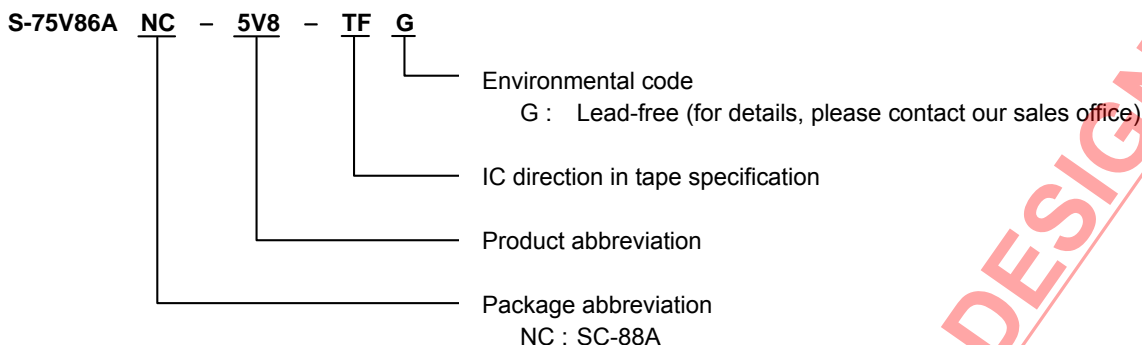 S-75V86A NC – 5V8 – TF G
Environmental code
G : Lead-free (for details, please contact our sales office)
IC direction in tape specification
Product abbreviation
Package abbreviation
NC : SC-88A
DESIGN